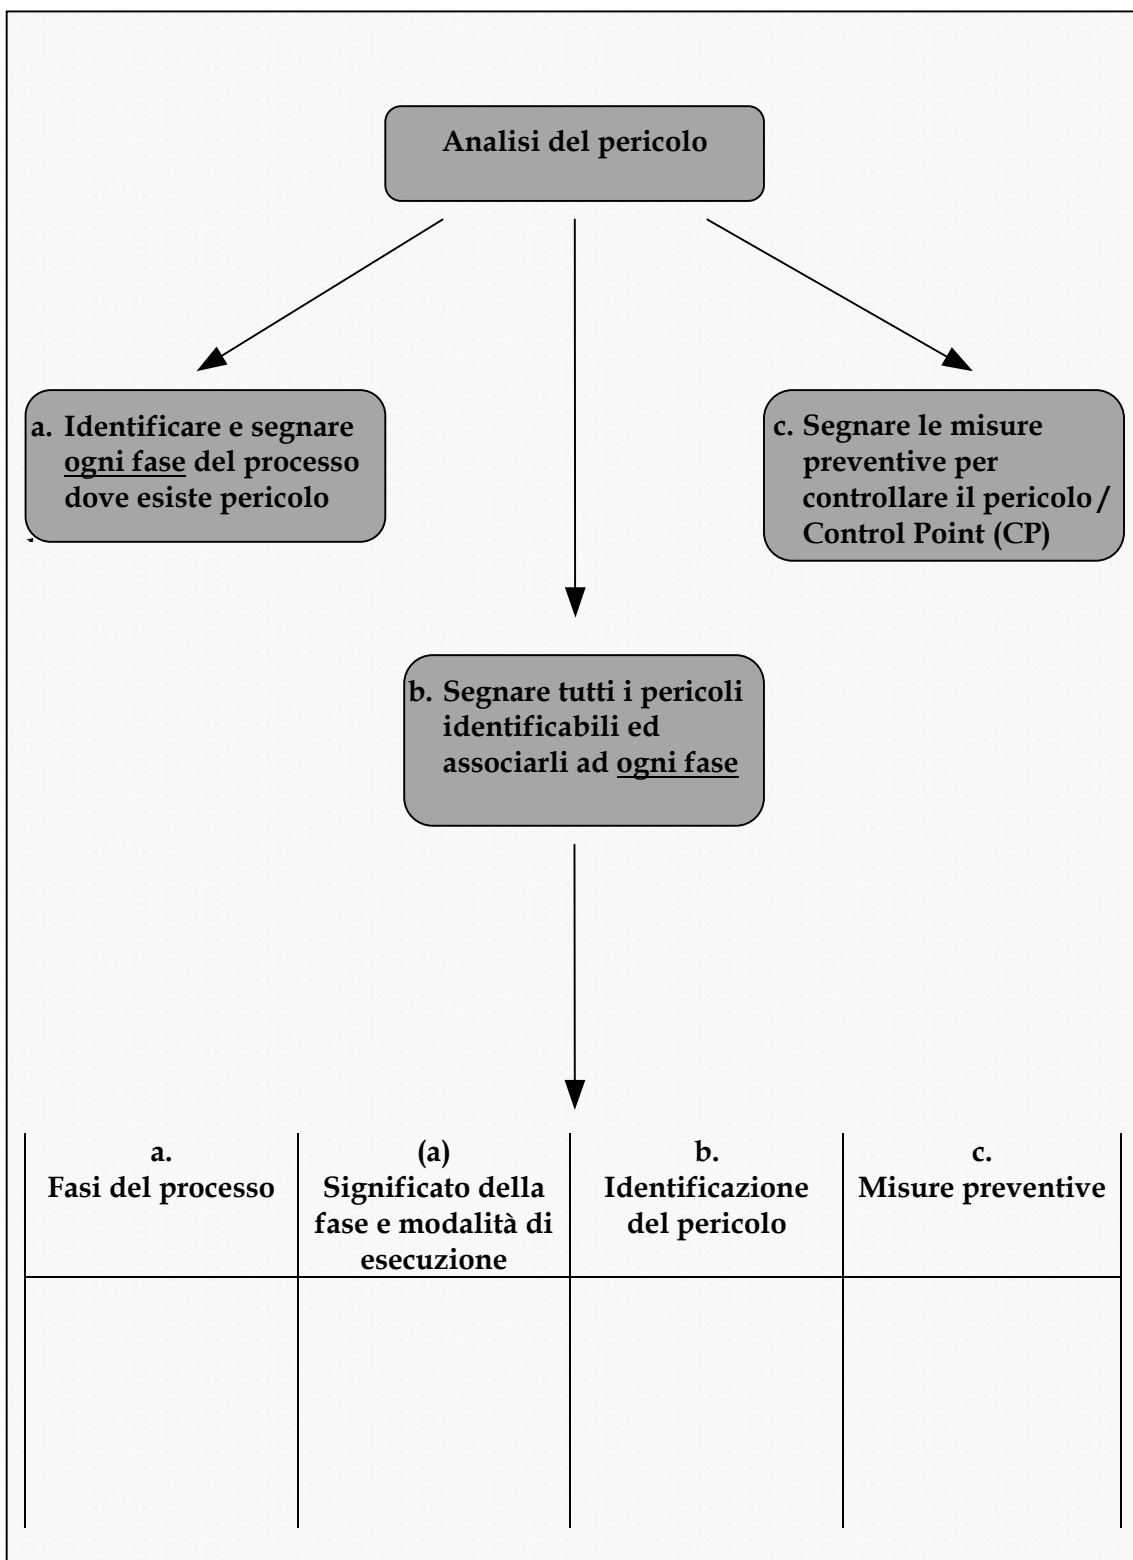 Analisi del pericolo
a. Identificare e segnare
ogni fase del processo
dove esiste pericolo
c. Segnare le misure
preventive per
controllare il pericolo /
Control Point (CP)
b. Segnare tutti i pericoli
identificabili ed
associarli ad ogni fase
a.
Fasi del processo
(a)
Significato della
fase e modalità di
esecuzione
b.
Identificazione
del pericolo
c.
Misure preventive